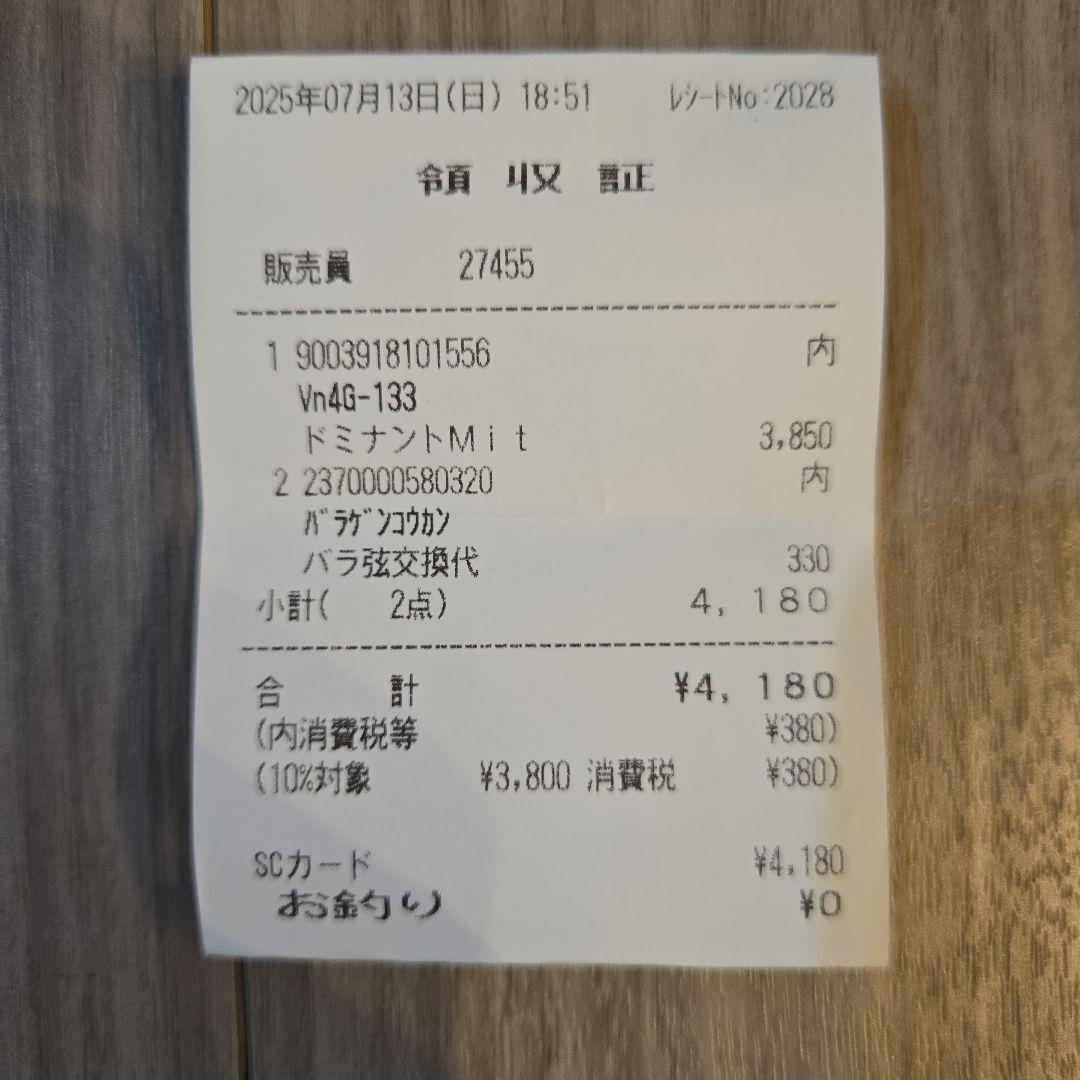 2025年07月13日(日) 18:51 レシートNo:2028
領収証
販売員 27455
1 9003918101556 内
Vn4G-133
ドミナントMit 3,850
2 2370000580320 内
バラゲンコウカン
バラ弦交換代 330
小計( 2点) 4,180
合計 ¥4,180
(内消費税等 ¥380)
(10%対象 ¥3,800 消費税 ¥380)
SCカード ¥4,180
お釣り ¥0